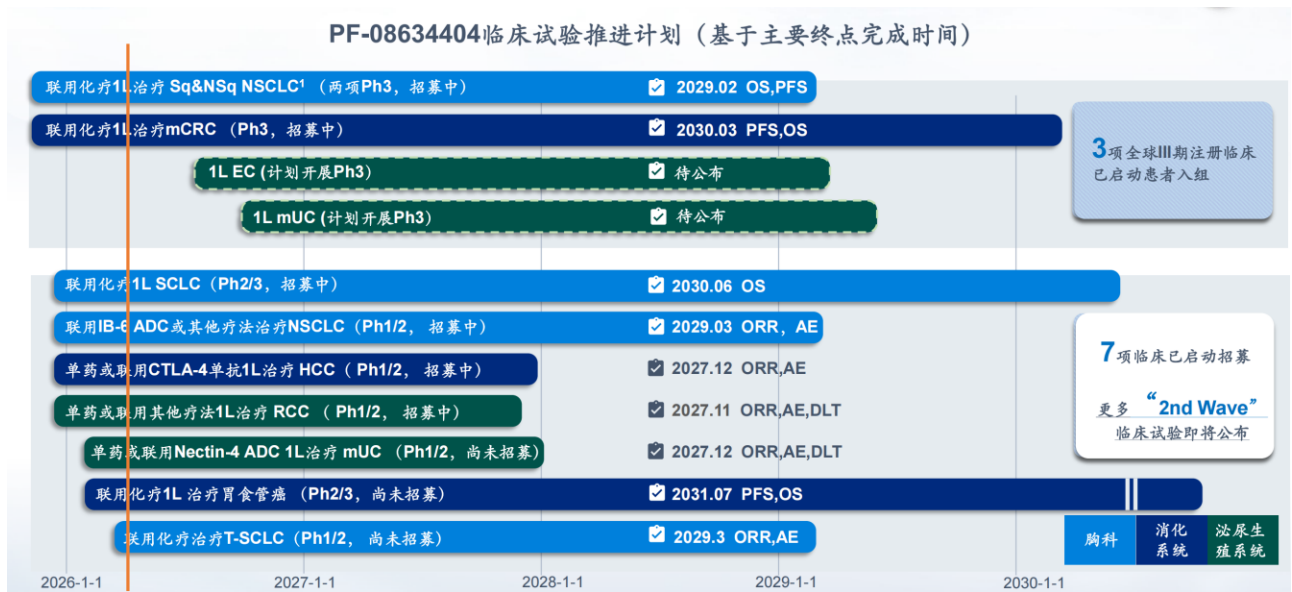 PF-08634404临床试验推进计划（基于主要终点完成时间）
联用化疗1L治疗 Sq&NSq NSCLC¹ （两项Ph3，招募中） 2029.02 OS,PFS
联用化疗1L治疗mCRC （Ph3，招募中） 2030.03 PFS,OS
1L EC (计划开展Ph3） 待公布
1L mUC (计划开展Ph3） 待公布
3项全球III期注册临床
已启动患者入组
联用化疗1L SCLC（Ph2/3，招募中） 2030.06 OS
联用IB-6 ADC或其他疗法治疗NSCLC（Ph1/2， 招募中） 2029.03 ORR，AE
单药或联用CTLA-4单抗1L治疗 HCC（ Ph1/2， 招募中） 2027.12 ORR,AE
单药或联用其他疗法1L治疗 RCC （ Ph1/2， 招募中） 2027.11 ORR,AE,DLT
单药或联用Nectin-4 ADC 1L治疗 mUC （Ph1/2，尚未招募） 2027.12 ORR,AE,DLT
联用化疗1L 治疗胃食管癌 （Ph2/3，尚未招募） 2031.07 PFS,OS
联用化疗治疗T-SCLC（Ph1/2， 尚未招募） 2029.3 ORR,AE
7项临床已启动招募
更多 “2nd Wave”
临床试验即将公布
胸科
消化
系统
泌尿生
殖系统
2026-1-1 2027-1-1 2028-1-1 2029-1-1 2030-1-1